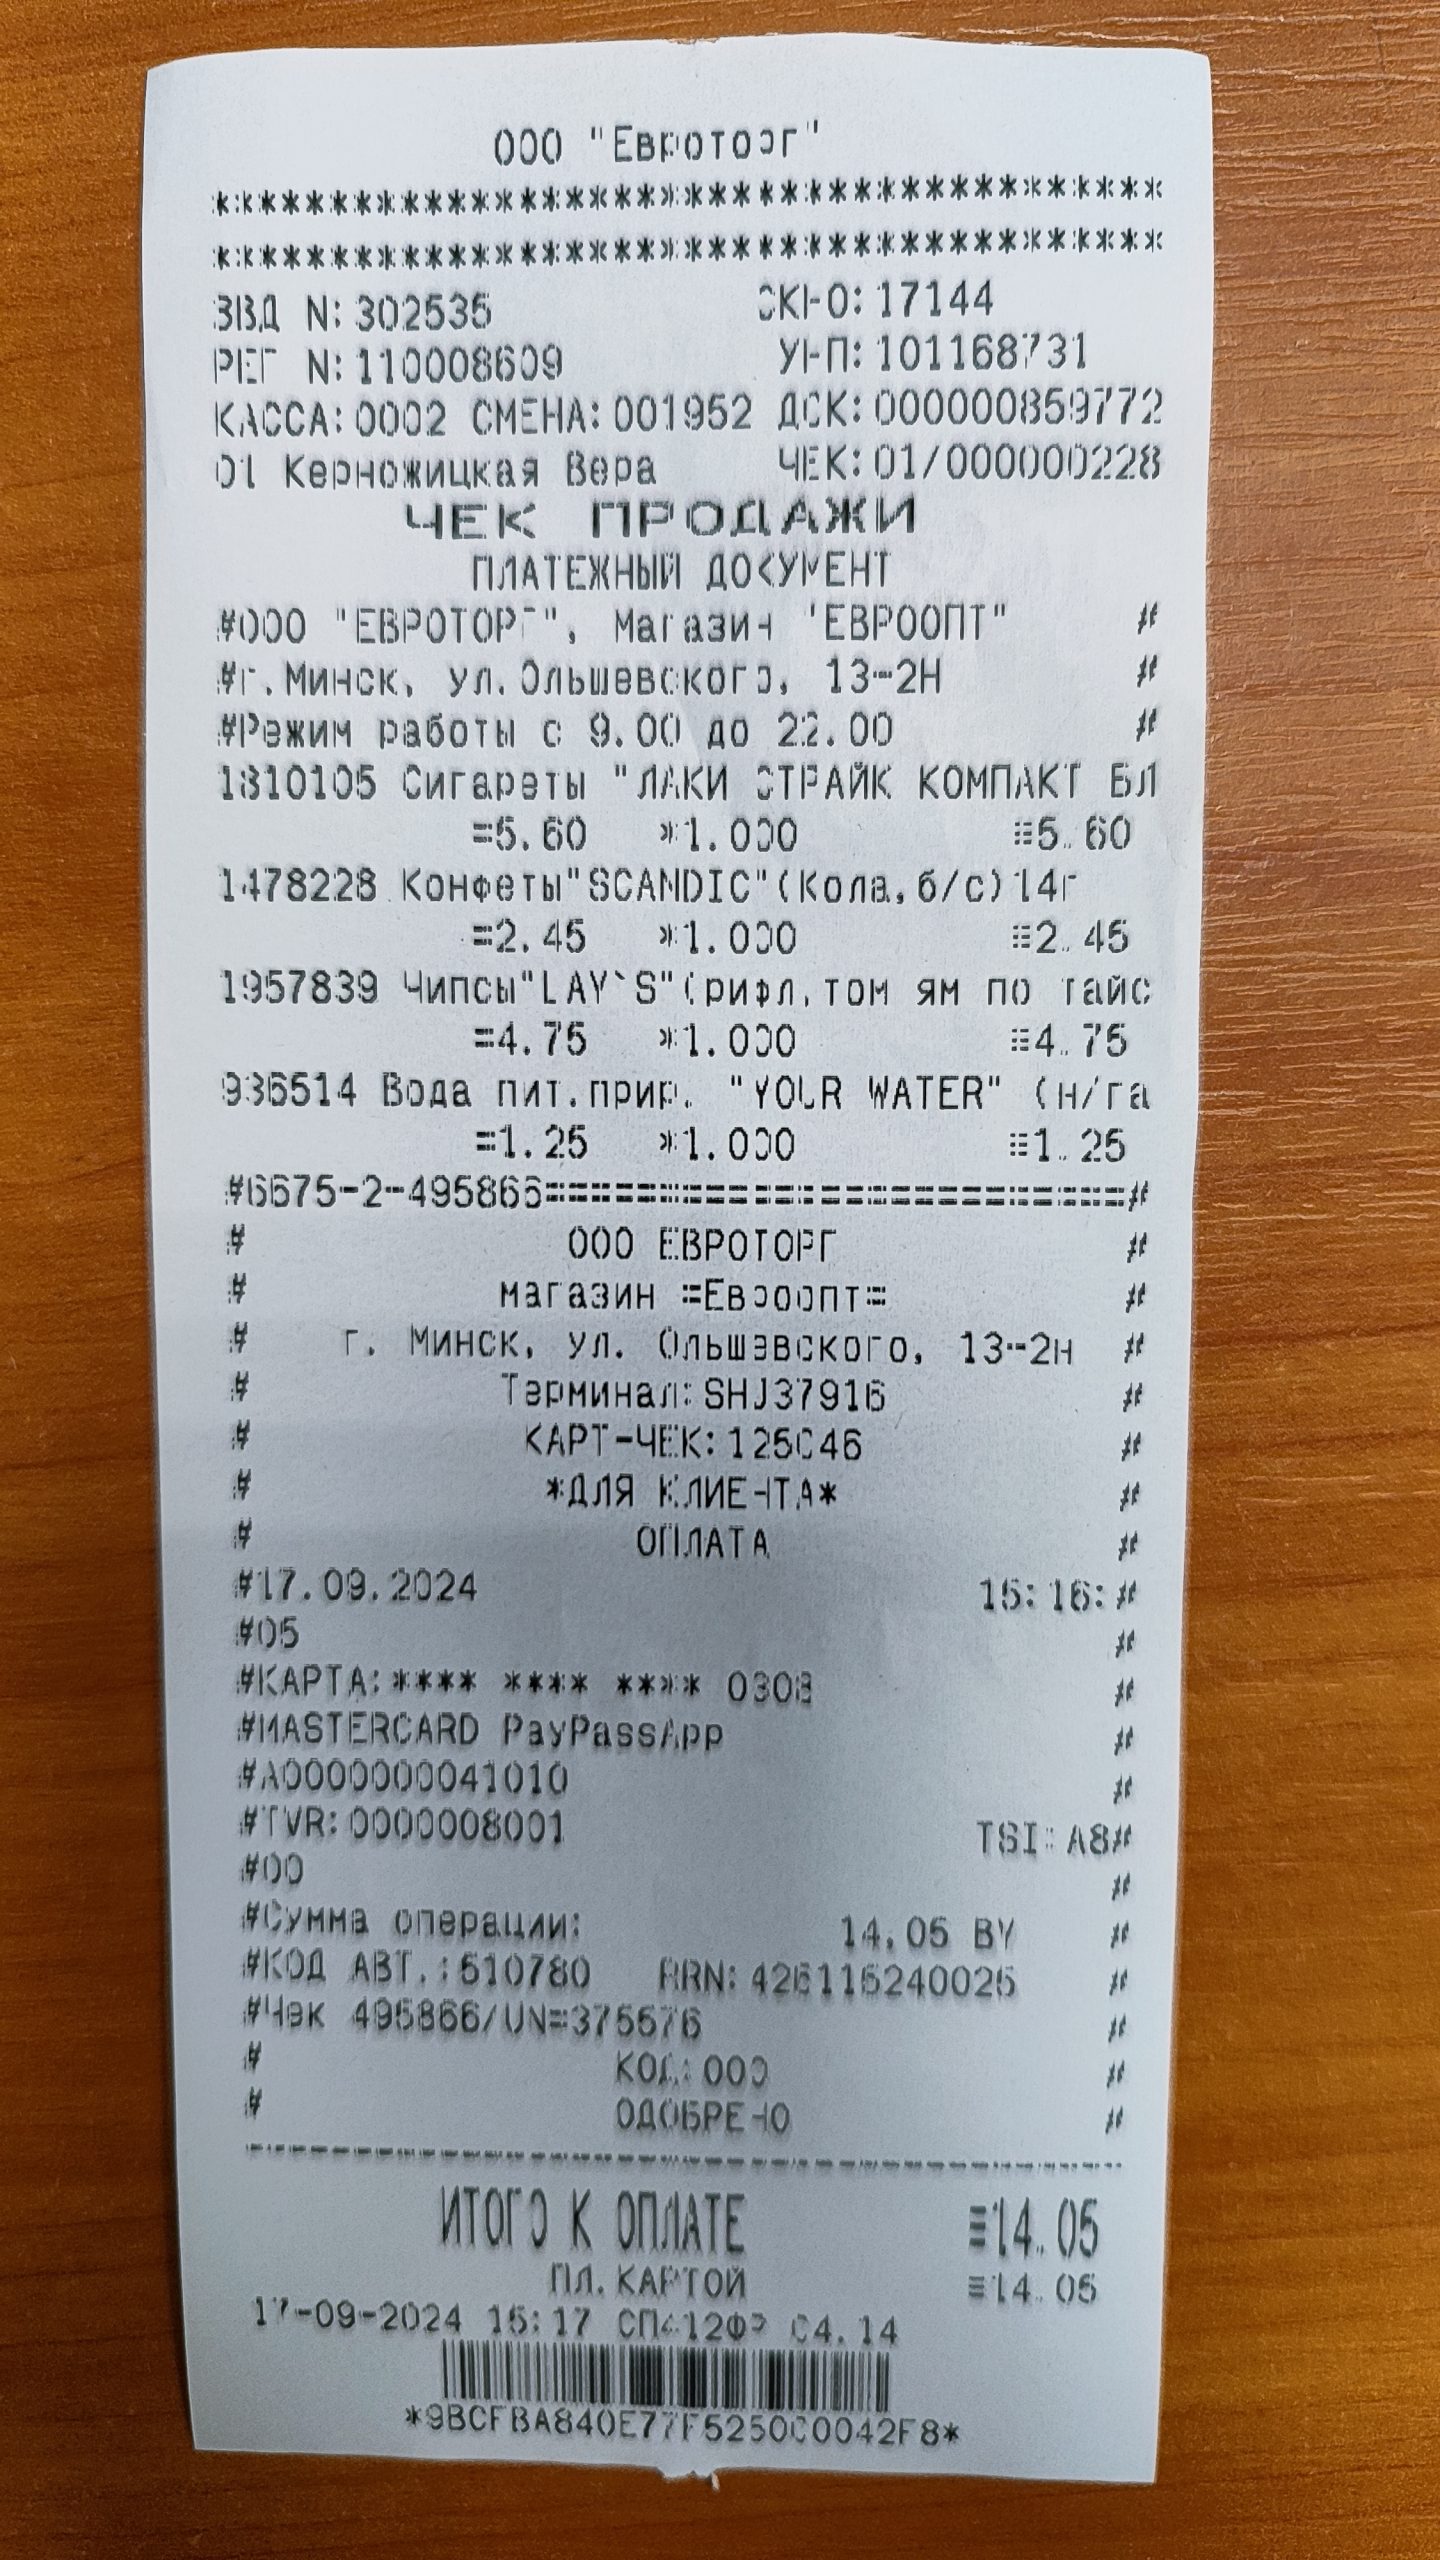 ООО "Евроторг"
****************************************
****************************************
ЗВД N:302535 СКНО:17144
РЕГ N:110008609 УНП:101168731
КАССА:0002 СМЕНА:001952 ДСК:000000859772
01 Керножицкая Вера ЧЕК:01/000000228
ЧЕК ПРОДАЖИ
ПЛАТЕЖНЫЙ ДОКУМЕНТ
#ООО "ЕВРОТОРГ", Магазин "ЕВРООПТ" #
#г.Минск, ул.Ольшевского, 13-2Н #
#Режим работы с 9.00 до 22.00 #
1810105 Сигареты "ЛАКИ СТРАЙК КОМПАКТ БЛ
=5.60 *1.000 ≡5.60
1478228 Конфеты"SCANDIC"(Кола,б/с)14г
=2.45 *1.000 ≡2.45
1957839 Чипсы"LAY`S"(рифл,том ям по тайс
=4.75 *1.000 ≡4.75
936514 Вода пит.прир. "YOUR WATER" (н/га
=1.25 *1.000 ≡1.25
#6675-2-495866=========================#
# ООО ЕВРОТОРГ #
# магазин =Евроопт= #
# г. Минск, ул. Ольшевского, 13-2н #
# Терминал:SHJ37916 #
# КАРТ-ЧЕК:125046 #
# *ДЛЯ КЛИЕНТА* #
# ОПЛАТА #
#17.09.2024 15:16:#
#05 #
#КАРТА:**** **** **** 0308 #
#MASTERCARD PayPassApp #
#A0000000041010 #
#TVR:0000008001 TSI:A8#
#00 #
#Сумма операции: 14,05 BY #
#КОД АВТ.:610780 RRN:426116240025 #
#Чек 495866/UN=375576 #
# КОД:000 #
# ОДОБРЕНО #
----------------------------------------
ИТОГО К ОПЛАТЕ ≡14.05
ПЛ.КАРТОЙ ≡14.05
17-09-2024 15:17 СП412ФР С4.14
*9BCFBA840E77F5250C0042F8*